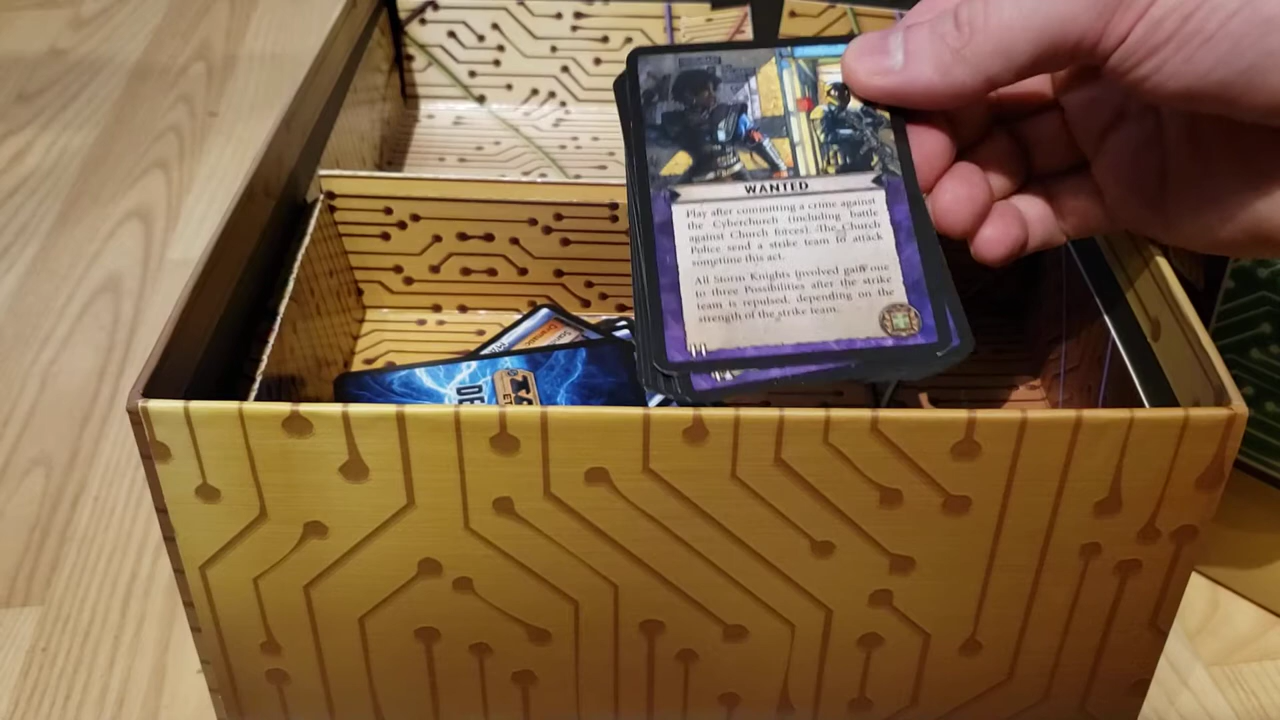 WANTED
Play after committing a crime against
the Cyberchurch (including battle
against Church forces). The Church
Police send a strike team to attack
sometime this act.
All Storm Knights involved gain one
to three Possibilities after the strike
team is repulsed, depending on the
strength of the strike team.
DE